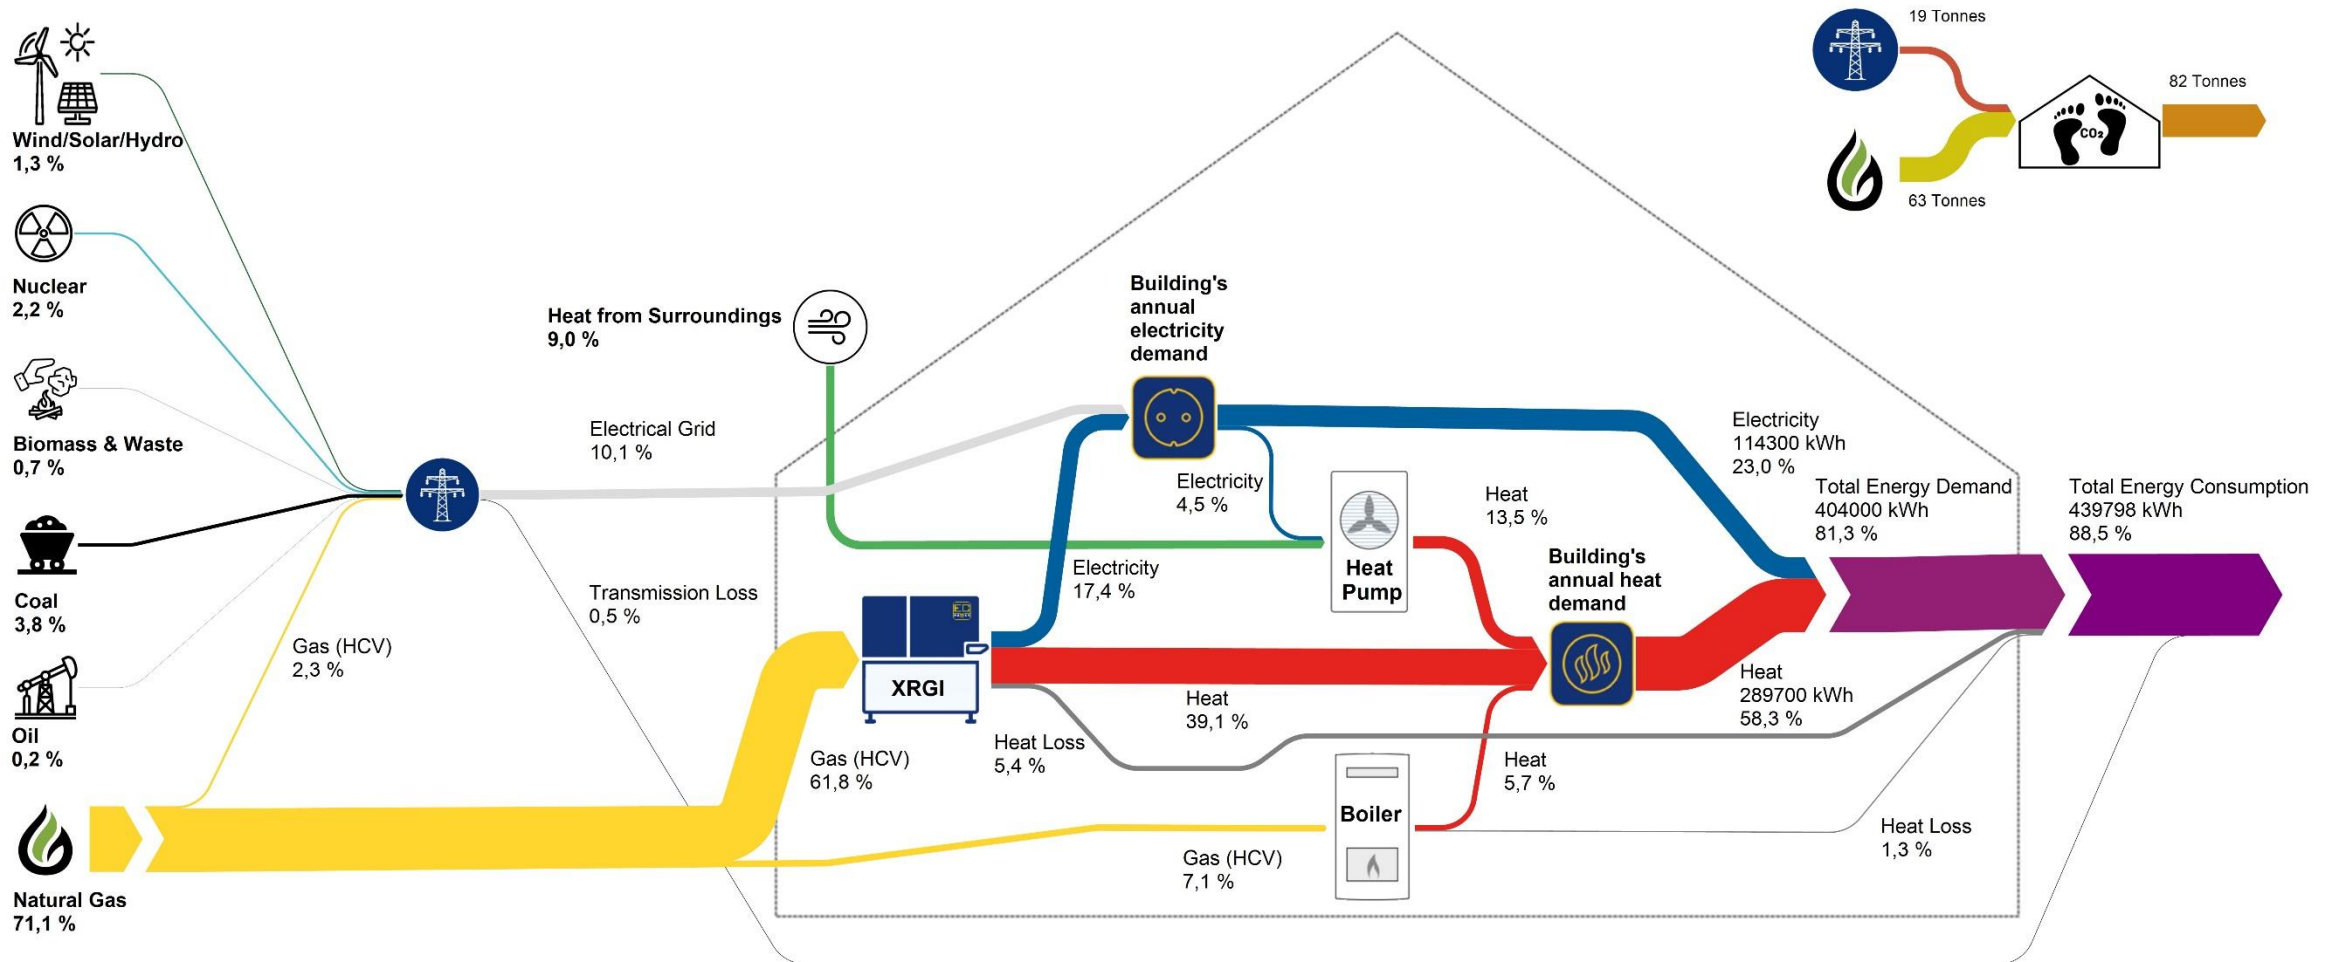 Wind/Solar/Hydro
1,3 %
Nuclear
2,2 %
Biomass & Waste
0,7 %
Coal
3,8 %
Oil
0,2 %
Natural Gas
71,1 %
Gas (HCV)
2,3 %
Heat from Surroundings
9,0 %
Electrical Grid
10,1 %
Transmission Loss
0,5 %
Gas (HCV)
61,8 %
XRGI
EC
POWER
Building's
annual
electricity
demand
Electricity
4,5 %
Electricity
17,4 %
Heat
39,1 %
Heat Loss
5,4 %
Gas (HCV)
7,1 %
Heat
Pump
Boiler
Heat
13,5 %
Building's
annual heat
demand
Heat
5,7 %
Electricity
114300 kWh
23,0 %
Heat
289700 kWh
58,3 %
Heat Loss
1,3 %
Total Energy Demand
404000 kWh
81,3 %
Total Energy Consumption
439798 kWh
88,5 %
19 Tonnes
63 Tonnes
CO₂
82 Tonnes